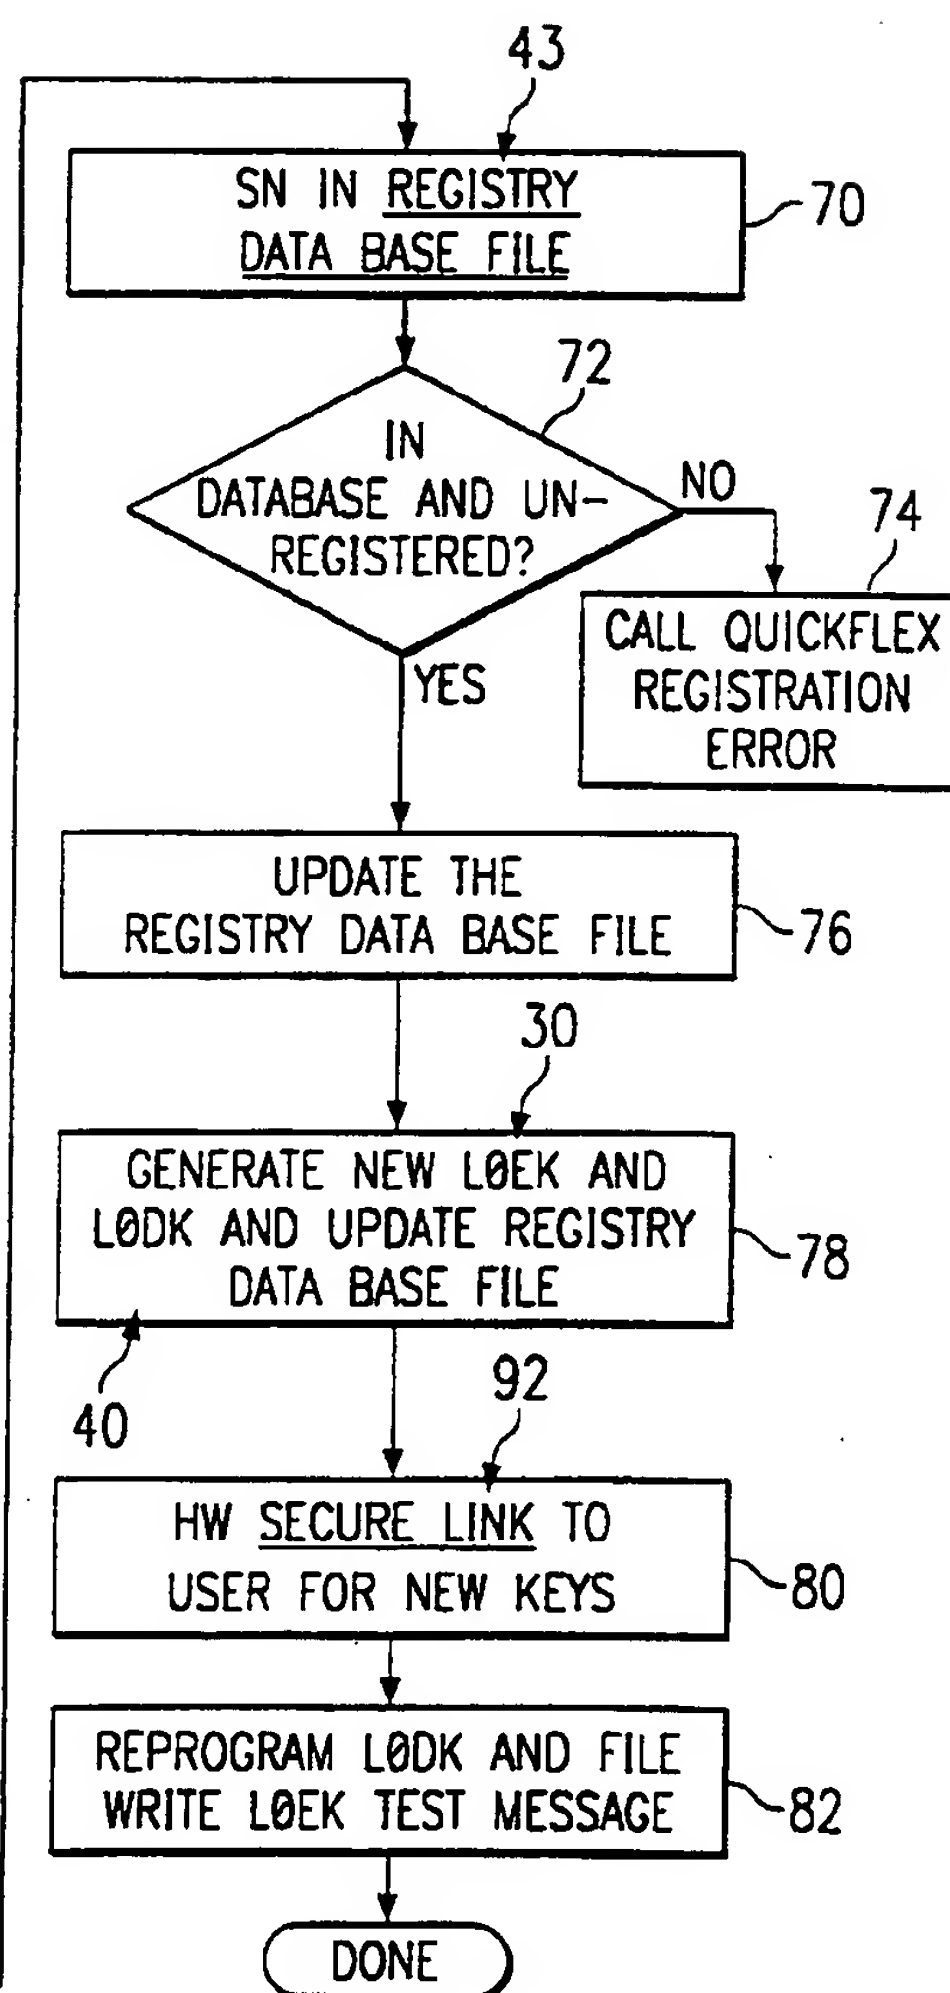 43
SN IN REGISTRY
DATA BASE FILE
70
72
IN
DATABASE AND UN-
REGISTERED?
NO
74
CALL QUICKFLEX
REGISTRATION
ERROR
YES
UPDATE THE
REGISTRY DATA BASE FILE
76
30
GENERATE NEW L0EK AND
L0DK AND UPDATE REGISTRY
DATA BASE FILE
78
40
92
HW SECURE LINK TO
USER FOR NEW KEYS
80
REPROGRAM L0DK AND FILE
WRITE L0EK TEST MESSAGE
82
DONE